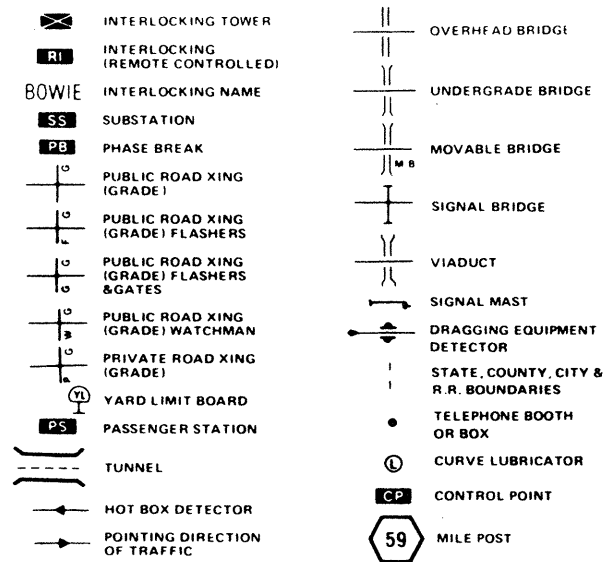 INTERLOCKING TOWER
RI
INTERLOCKING
(REMOTE CONTROLLED)
BOWIE
INTERLOCKING NAME
SS
SUBSTATION
PB
PHASE BREAK
G
PUBLIC ROAD XING
(GRADE)
G
F
PUBLIC ROAD XING
(GRADE) FLASHERS
G
G
PUBLIC ROAD XING
(GRADE) FLASHERS
&GATES
G
W
PUBLIC ROAD XING
(GRADE) WATCHMAN
G
P
PRIVATE ROAD XING
(GRADE)
YL
YARD LIMIT BOARD
PS
PASSENGER STATION
TUNNEL
HOT BOX DETECTOR
POINTING DIRECTION
OF TRAFFIC
OVERHEAD BRIDGE
UNDERGRADE BRIDGE
MOVABLE BRIDGE
MB
SIGNAL BRIDGE
VIADUCT
SIGNAL MAST
DRAGGING EQUIPMENT
DETECTOR
STATE, COUNTY, CITY &
R.R. BOUNDARIES
TELEPHONE BOOTH
OR BOX
L
CURVE LUBRICATOR
CP
CONTROL POINT
59
MILE POST